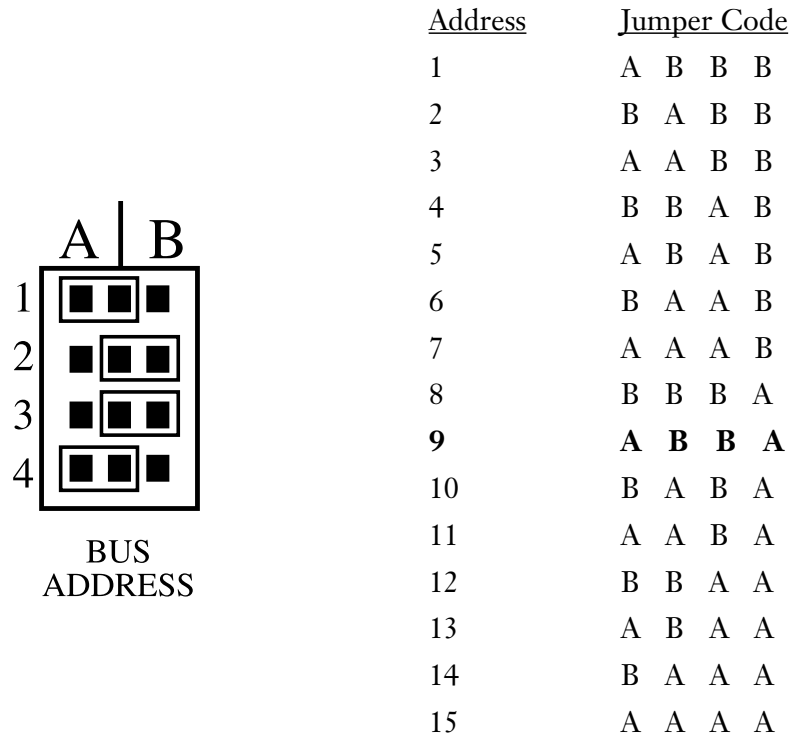 A | B
1
2
3
4
BUS
ADDRESS
Address Jumper Code
1 A B B B
2 B A B B
3 A A B B
4 B B A B
5 A B A B
6 B A A B
7 A A A B
8 B B B A
9 A B B A
10 B A B A
11 A A B A
12 B B A A
13 A B A A
14 B A A A
15 A A A A